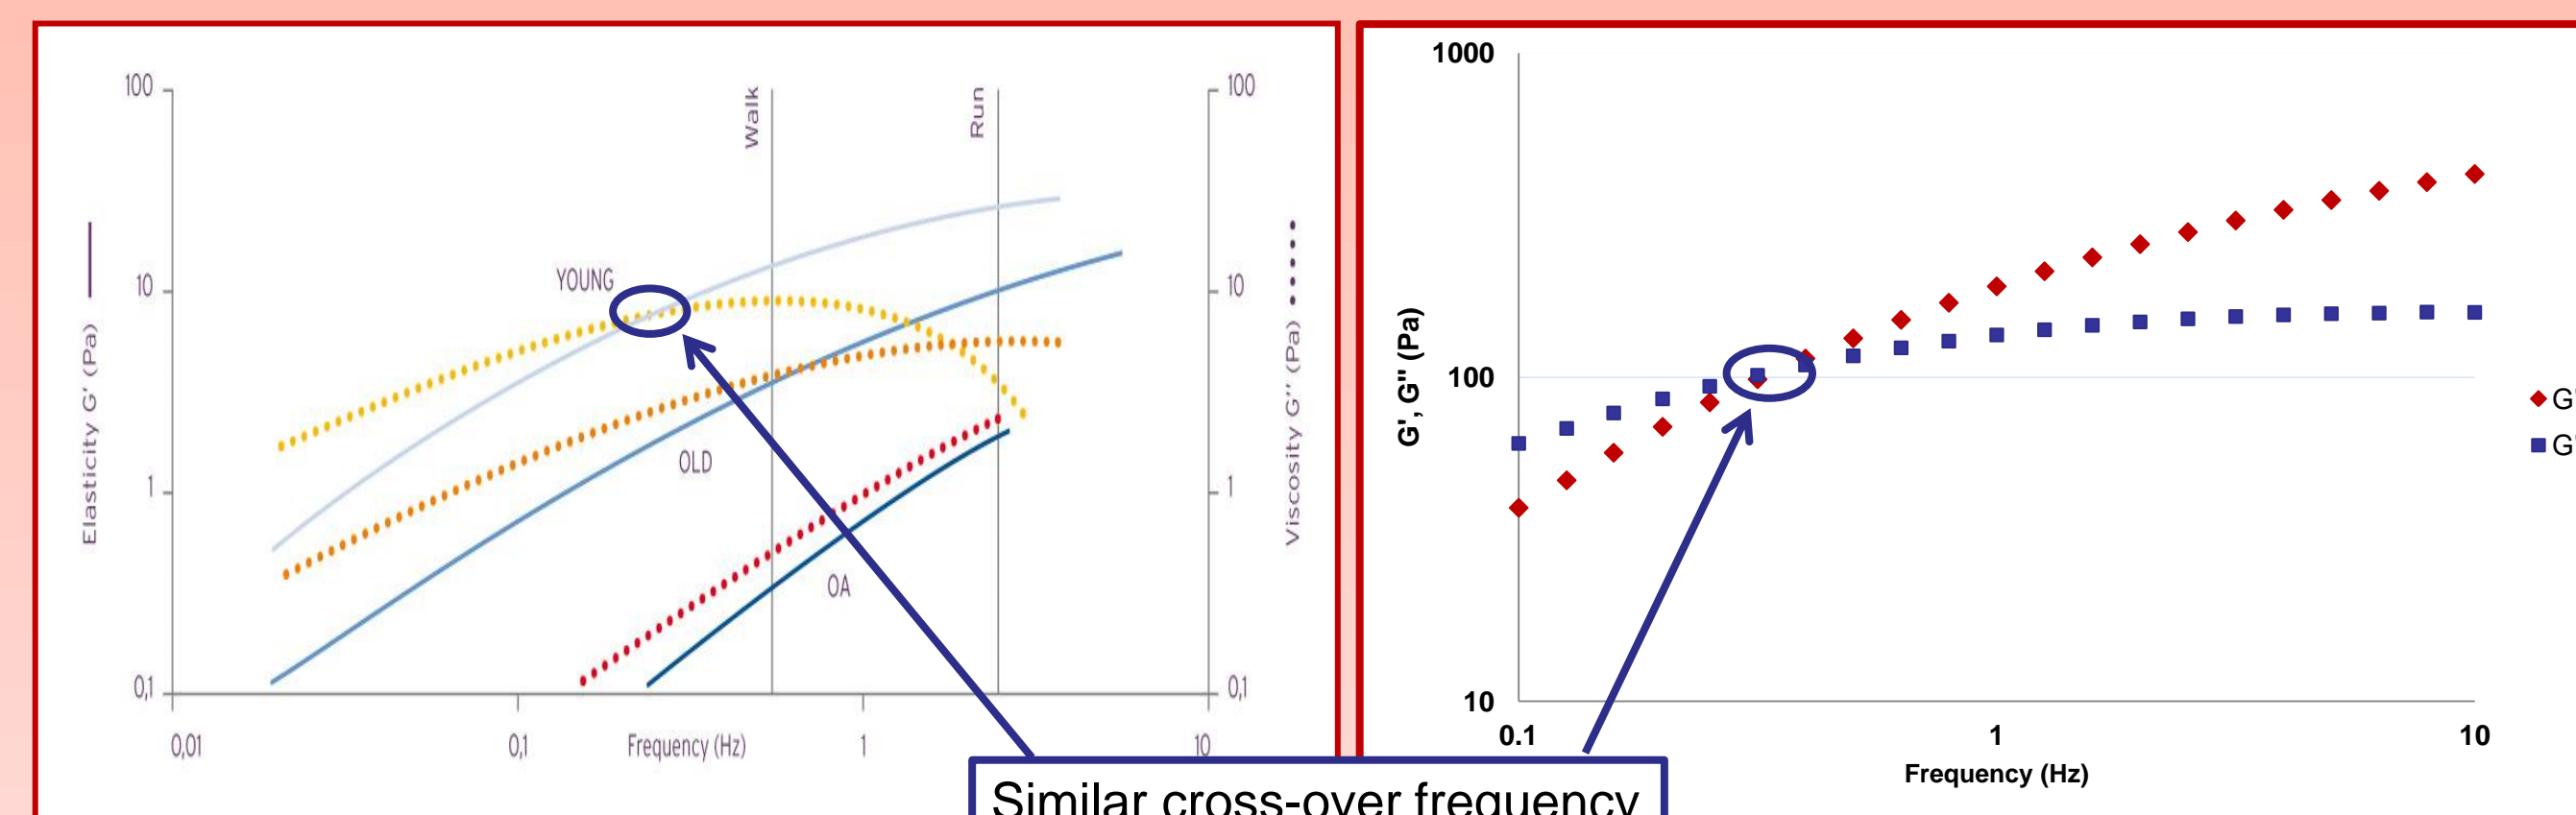 100
10
1
0,1
Elasticity G' (Pa)
0,01
0,1
Frequency (Hz)
1
10
YOUNG
OLD
OA
Walk
Run
100
10
1
0,1
Viscosity G'' (Pa)
1000
100
10
G', G" (Pa)
0.1
1
10
Frequency (Hz)
Similar cross-over frequency